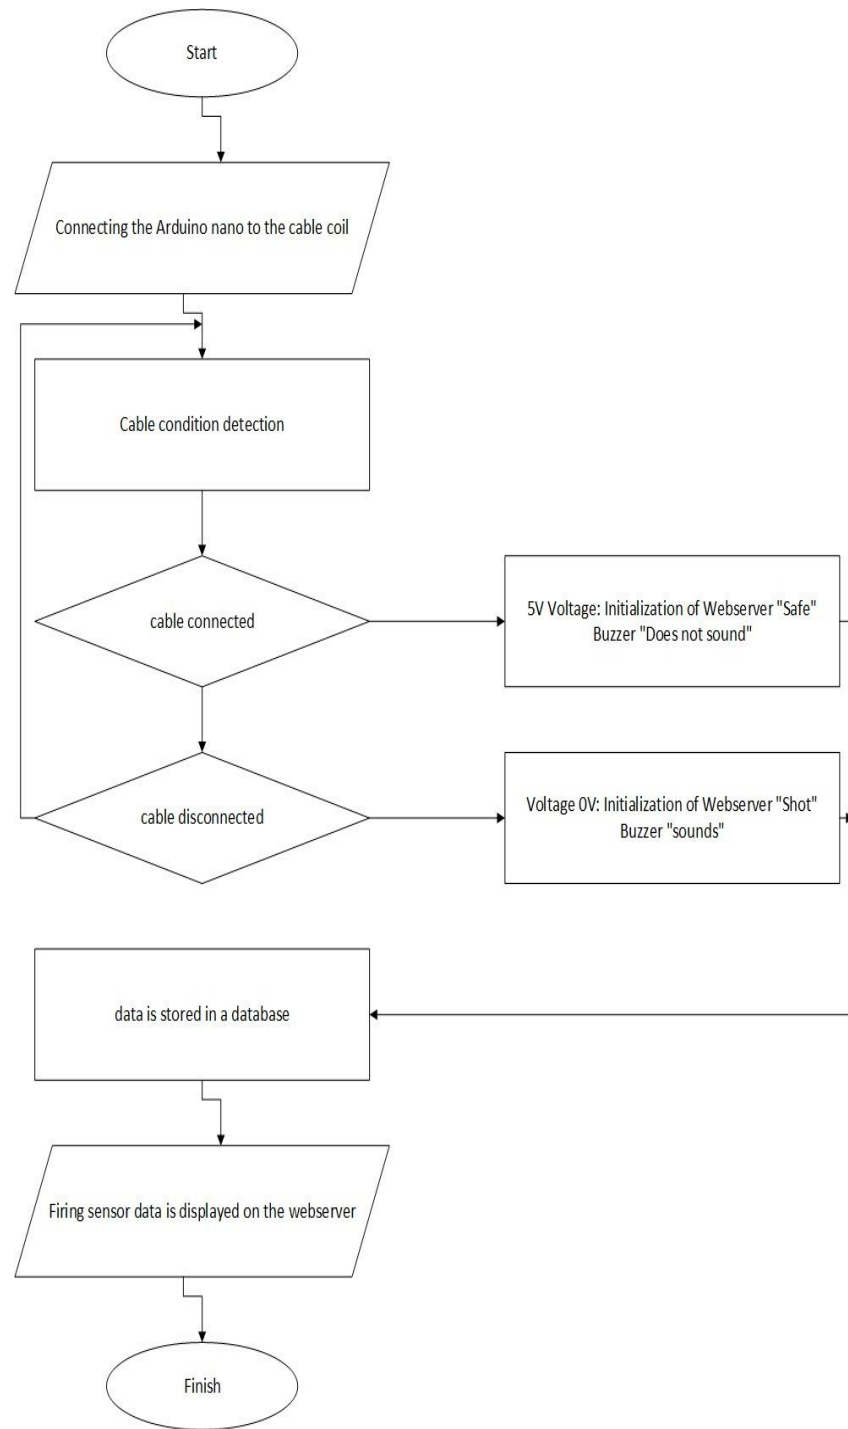 Start
Connecting the Arduino nano to the cable coil
Cable condition detection
cable connected
5V Voltage: Initialization of Webserver "Safe"
Buzzer "Does not sound"
cable disconnected
Voltage 0V: Initialization of Webserver "Shot"
Buzzer "sounds"
data is stored in a database
Firing sensor data is displayed on the webserver
Finish